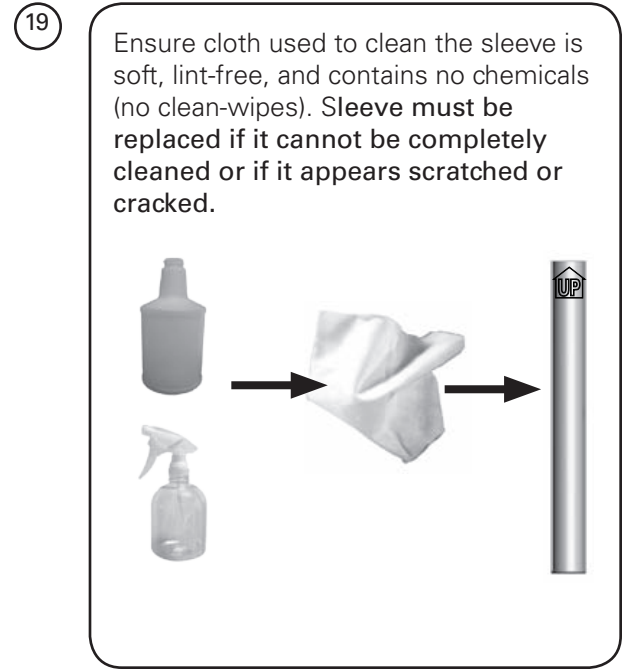 19
Ensure cloth used to clean the sleeve is
soft, lint-free, and contains no chemicals
(no clean-wipes). Sleeve must be
replaced if it cannot be completely
cleaned or if it appears scratched or
cracked.
UP